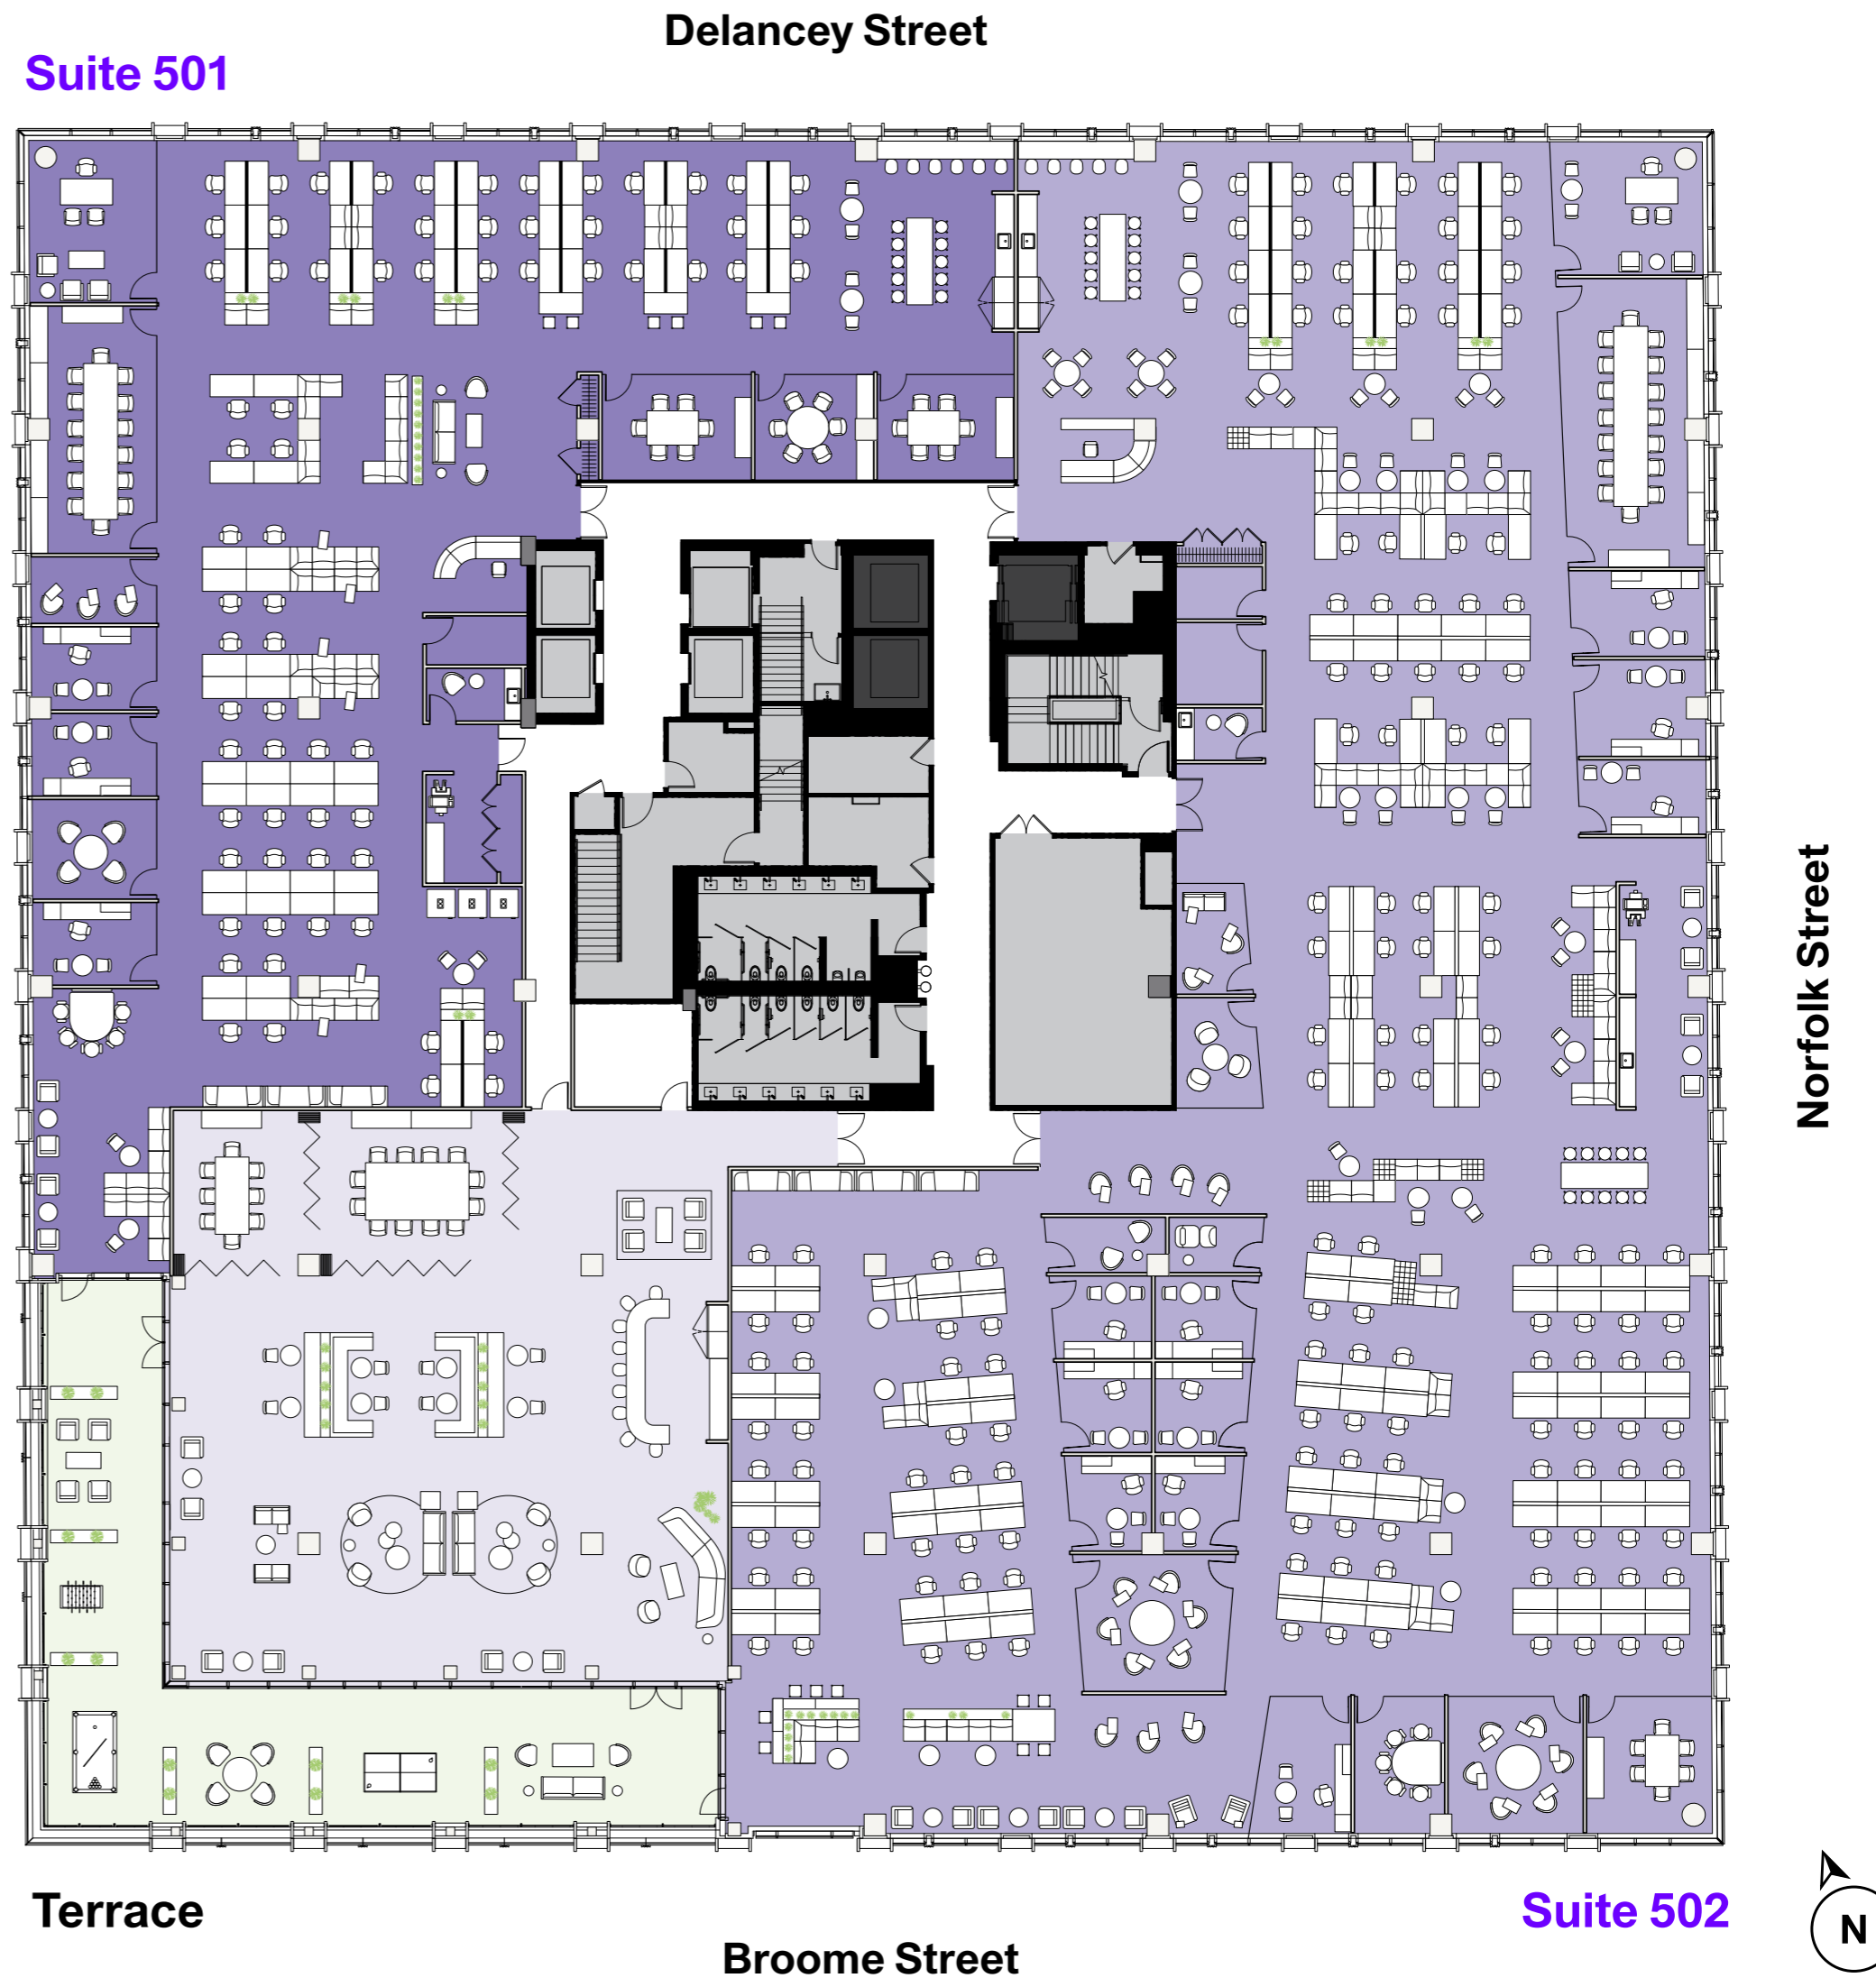 Delancey Street
Suite 501
Norfolk Street
Terrace
Suite 502
N
Broome Street